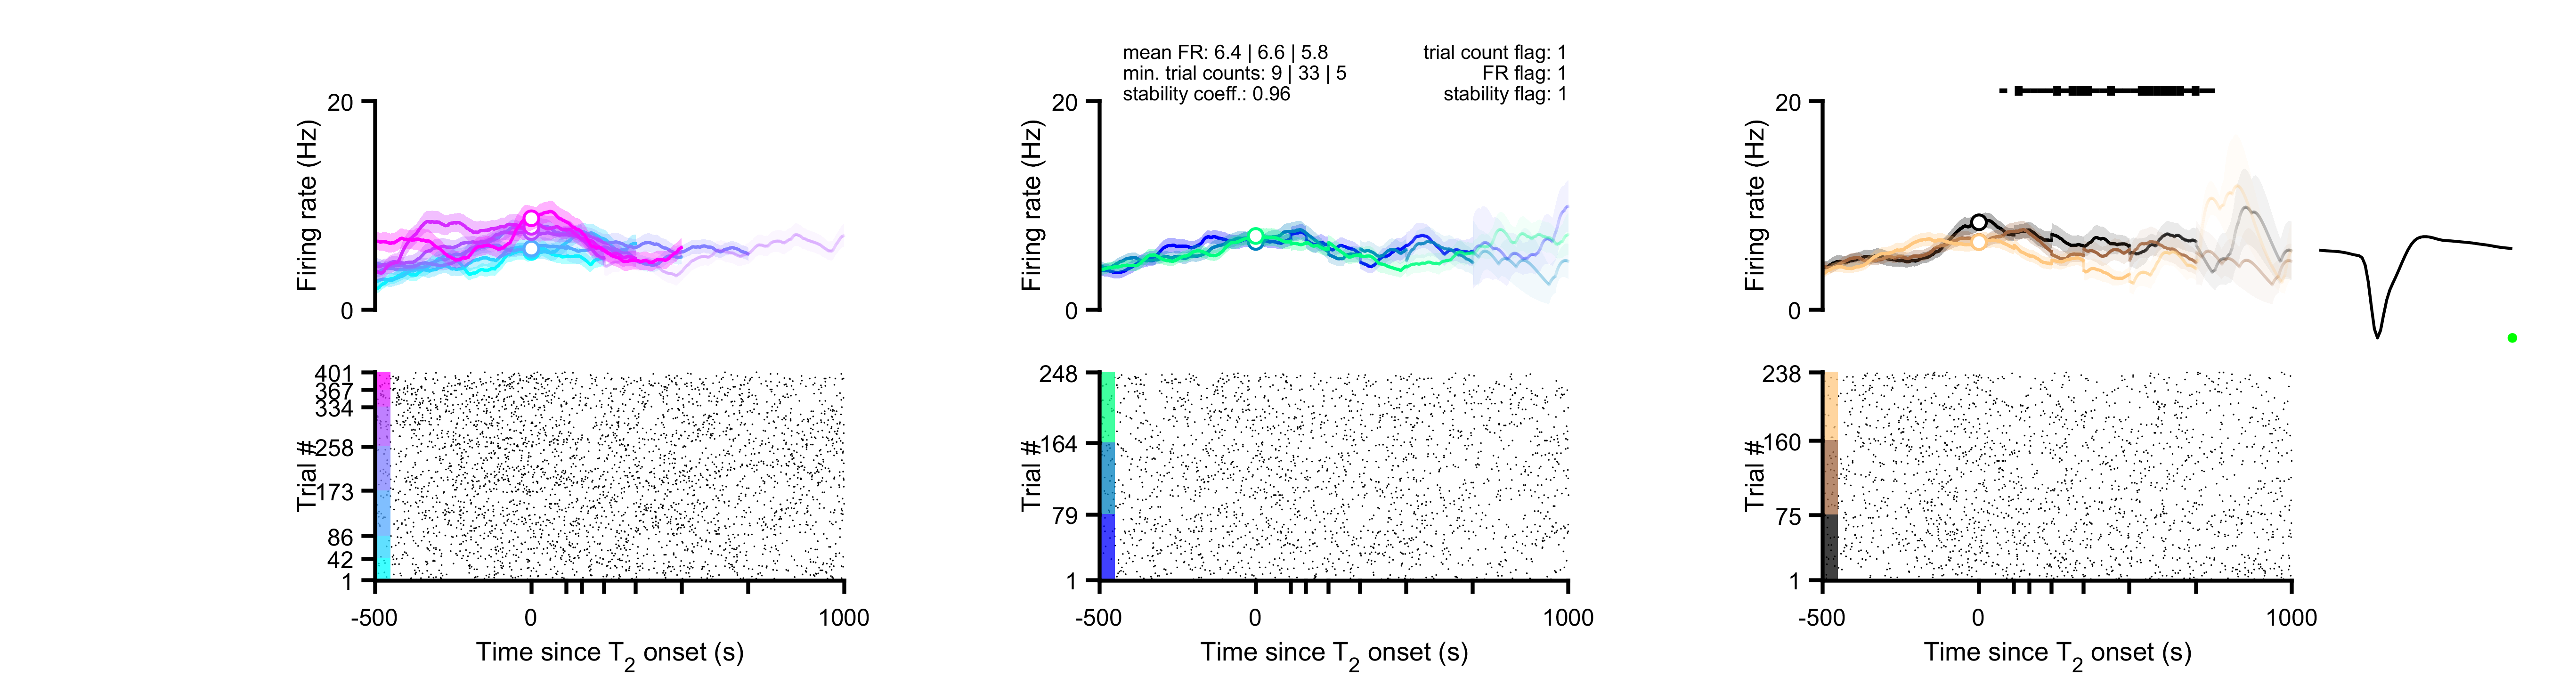 mean FR: 6.4 | 6.6 | 5.8
min. trial counts: 9 | 33 | 5
stability coeff.: 0.96
trial count flag: 1
FR flag: 1
stability flag: 1
20
Firing rate (Hz)
0
401
367
334
258
173
86
42
1
Trial #
-500
0
1000
Time since T2 onset (s)
20
Firing rate (Hz)
0
248
164
79
1
Trial #
-500
0
1000
Time since T2 onset (s)
20
Firing rate (Hz)
0
238
160
75
1
Trial #
-500
0
1000
Time since T2 onset (s)